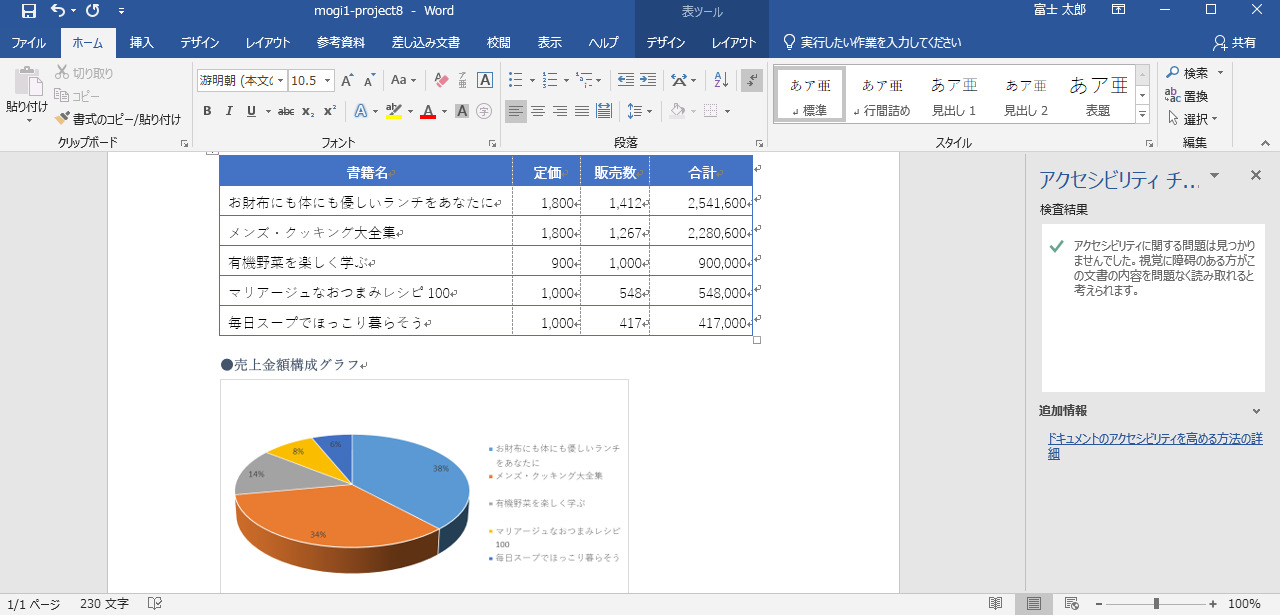 mogi1-project8 - Word
表ツール
富士 太郎
ファイル ホーム 挿入 デザイン レイアウト 参考資料 差し込み文書 校閲 表示 ヘルプ デザイン レイアウト 実行したい作業を入力してください 共有
貼り付け
切り取り
コピー
書式のコピー/貼り付け
クリップボード
游明朝 (本文の 10.5 A A Aa A
B I U abc X₂ X² A ab A A 字
フォント
段落
あア亜 あア亜 あア亜 あア亜 あア亜
標準 行間詰め 見出し 1 見出し 2 表題
スタイル
検索
置換
選択
編集
書籍名 定価 販売数 合計
お財布にも体にも優しいランチをあなたに 1,800 1,412 2,541,600
メンズ・クッキング大全集 1,800 1,267 2,280,600
有機野菜を楽しく学ぶ 900 1,000 900,000
マリアージュなおつまみレシピ 100 1,000 548 548,000
毎日スープでほっこり暮らそう 1,000 417 417,000
●売上金額構成グラフ
38%
34%
14%
8%
6%
お財布にも体にも優しいランチ
をあなたに
メンズ・クッキング大全集
有機野菜を楽しく学ぶ
マリアージュなおつまみレシピ
100
毎日スープでほっこり暮らそう
アクセシビリティ チ...
検査結果
アクセシビリティに関する問題は見つかり
ませんでした。視覚に障碍のある方がこ
の文書の内容を問題なく読み取れると
考えられます。
追加情報
ドキュメントのアクセシビリティを高める方法の詳
細
1/1 ページ 230 文字
100%